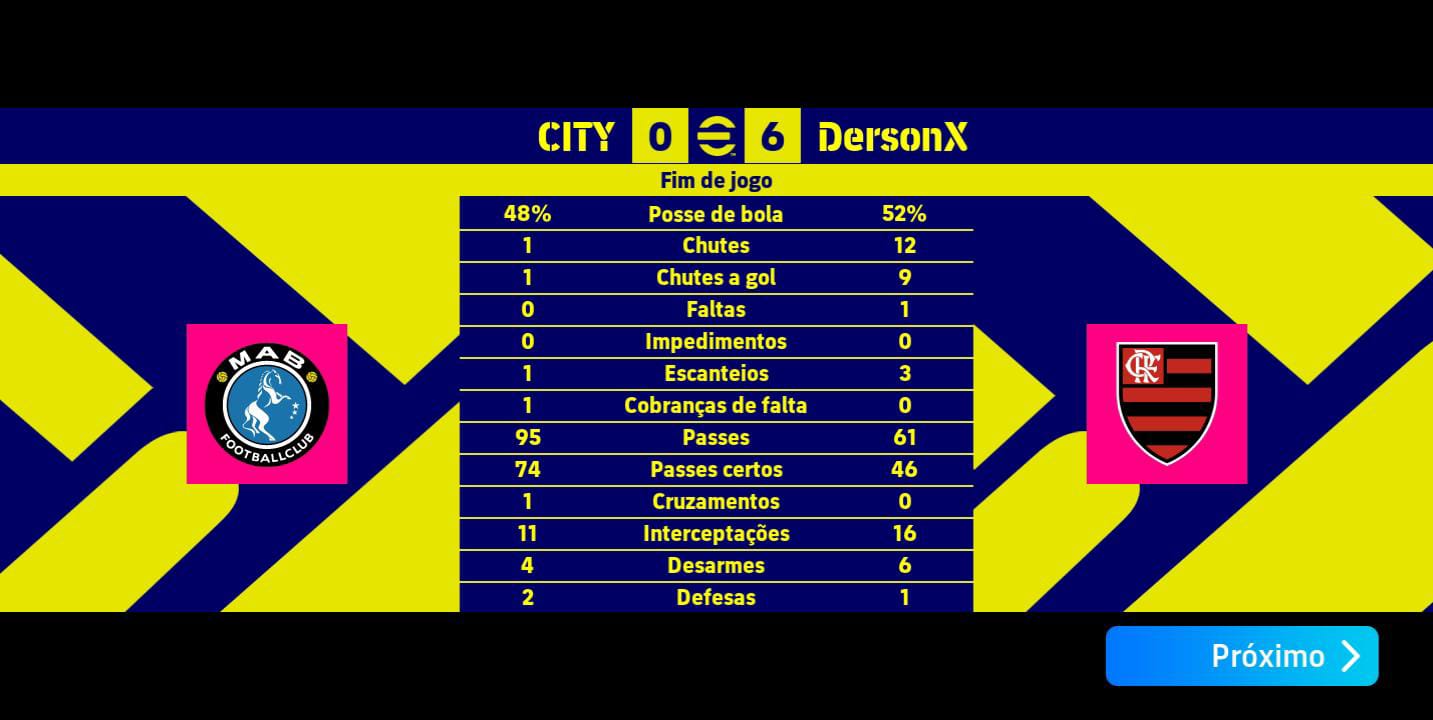 CITY 0 6 DersonX
Fim de jogo
48% Posse de bola 52%
1 Chutes 12
1 Chutes a gol 9
0 Faltas 1
0 Impedimentos 0
1 Escanteios 3
1 Cobranças de falta 0
95 Passes 61
74 Passes certos 46
1 Cruzamentos 0
11 Interceptações 16
4 Desarmes 6
2 Defesas 1
MAB
FOOTBALLCLUB
CRF
Próximo